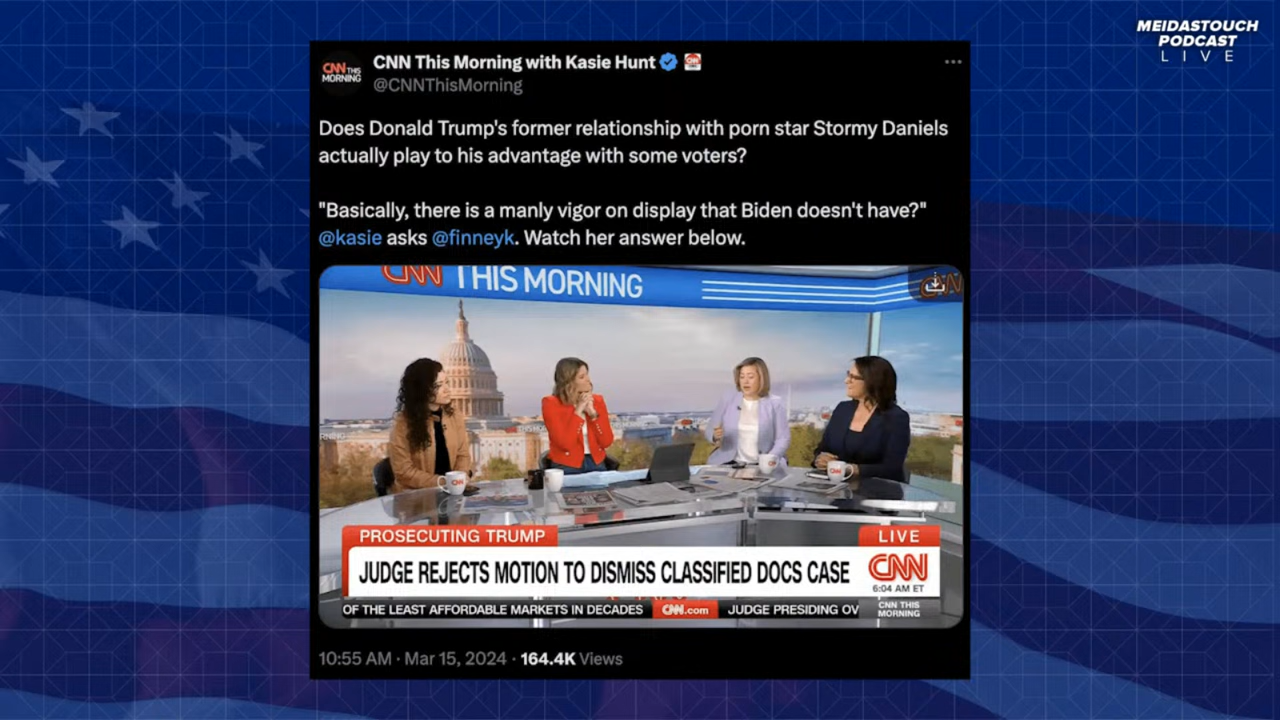 MEIDASTOUCH
PODCAST
LIVE
CNN THIS MORNING
CNN This Morning with Kasie Hunt
@CNNThisMorning
Does Donald Trump's former relationship with porn star Stormy Daniels
actually play to his advantage with some voters?
"Basically, there is a manly vigor on display that Biden doesn't have?"
@kasie asks @finneyk. Watch her answer below.
CNN THIS MORNING
CNN
PROSECUTING TRUMP
LIVE
JUDGE REJECTS MOTION TO DISMISS CLASSIFIED DOCS CASE
CNN
6:04 AM ET
OF THE LEAST AFFORDABLE MARKETS IN DECADES CNN.com JUDGE PRESIDING OV
CNN THIS
MORNING
10:55 AM · Mar 15, 2024 · 164.4K Views